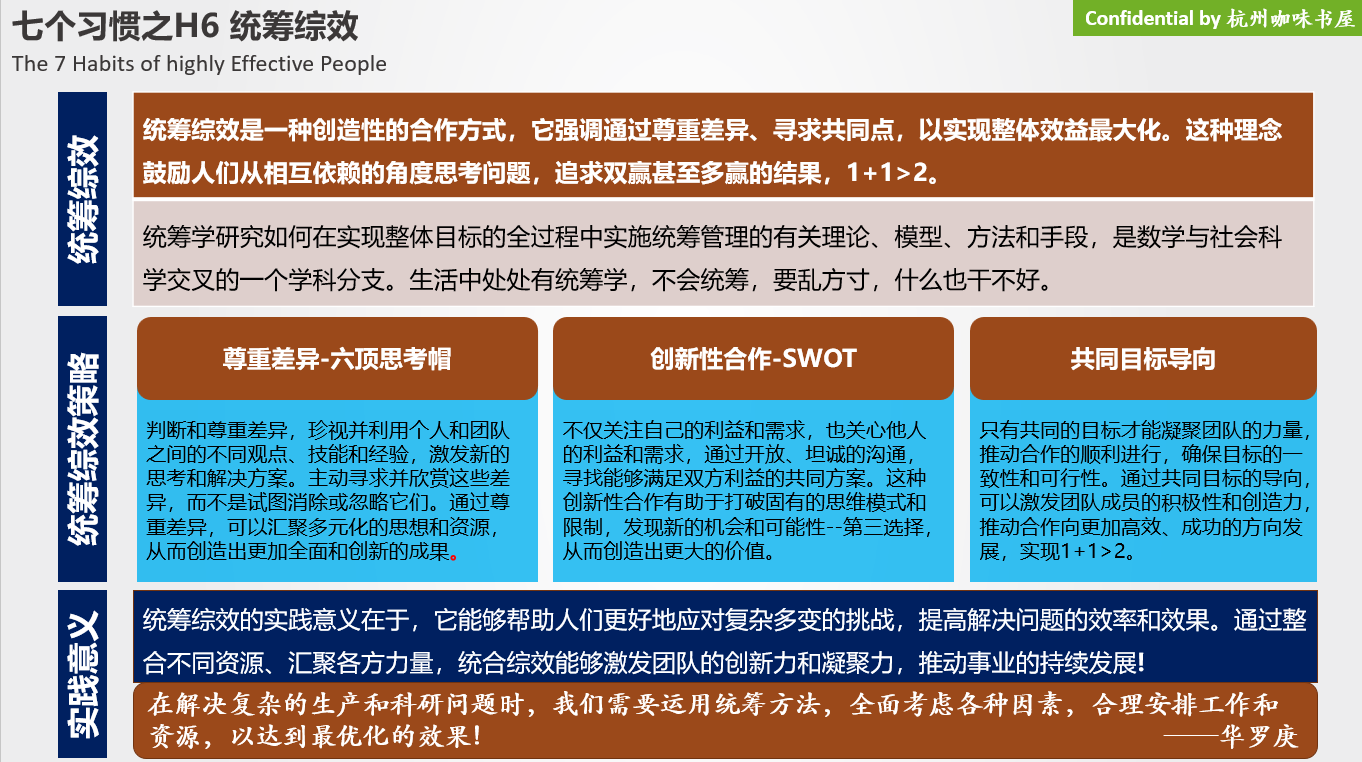 七个习惯之H6 统筹综效
Confidential by 杭州咖味书屋
The 7 Habits of highly Effective People
统筹综效
统筹综效是一种创造性的合作方式，它强调通过尊重差异、寻求共同点，以实现整体效益最大化。这种理念
鼓励人们从相互依赖的角度思考问题，追求双赢甚至多赢的结果，1+1>2。
统筹学研究如何在实现整体目标的全过程中实施统筹管理的有关理论、模型、方法和手段，是数学与社会科
学交叉的一个学科分支。生活中处处有统筹学，不会统筹，要乱方寸，什么也干不好。
统筹综效策略
尊重差异-六顶思考帽
判断和尊重差异，珍视并利用个人和团队
之间的不同观点、技能和经验，激发新的
思考和解决方案。主动寻求并欣赏这些差
异，而不是试图消除或忽略它们。通过尊
重差异，可以汇聚多元化的思想和资源，
从而创造出更加全面和创新的成果。
创新性合作-SWOT
不仅关注自己的利益和需求，也关心他人
的利益和需求，通过开放、坦诚的沟通，
寻找能够满足双方利益的共同方案。这种
创新性合作有助于打破固有的思维模式和
限制，发现新的机会和可能性--第三选择，
从而创造出更大的价值。
共同目标导向
只有共同的目标才能凝聚团队的力量，
推动合作的顺利进行，确保目标的一
致性和可行性。通过共同目标的导向，
可以激发团队成员的积极性和创造力，
推动合作向更加高效、成功的方向发
展，实现1+1>2。
实践意义
统筹综效的实践意义在于，它能够帮助人们更好地应对复杂多变的挑战，提高解决问题的效率和效果。通过整
合不同资源、汇聚各方力量，统合综效能够激发团队的创新力和凝聚力，推动事业的持续发展!
在解决复杂的生产和科研问题时，我们需要运用统筹方法，全面考虑各种因素，合理安排工作和
资源，以达到最优化的效果!
——华罗庚